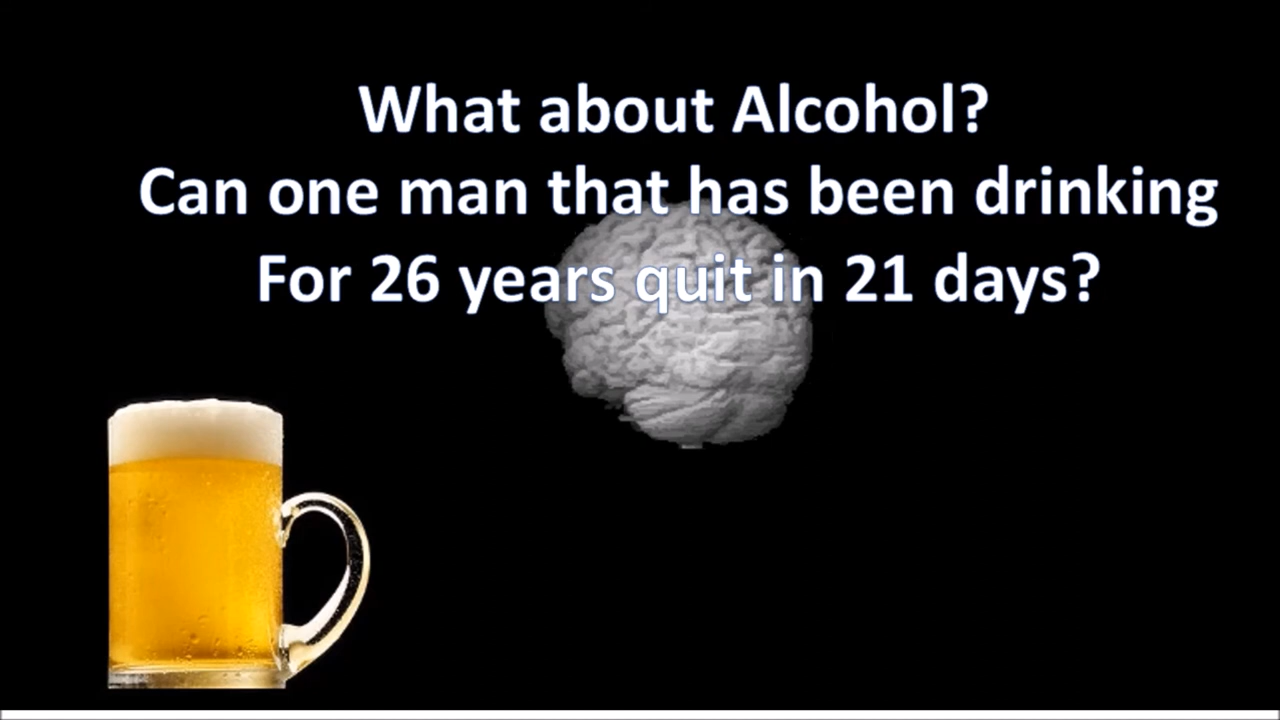 What about Alcohol?
Can one man that has been drinking
For 26 years quit in 21 days?